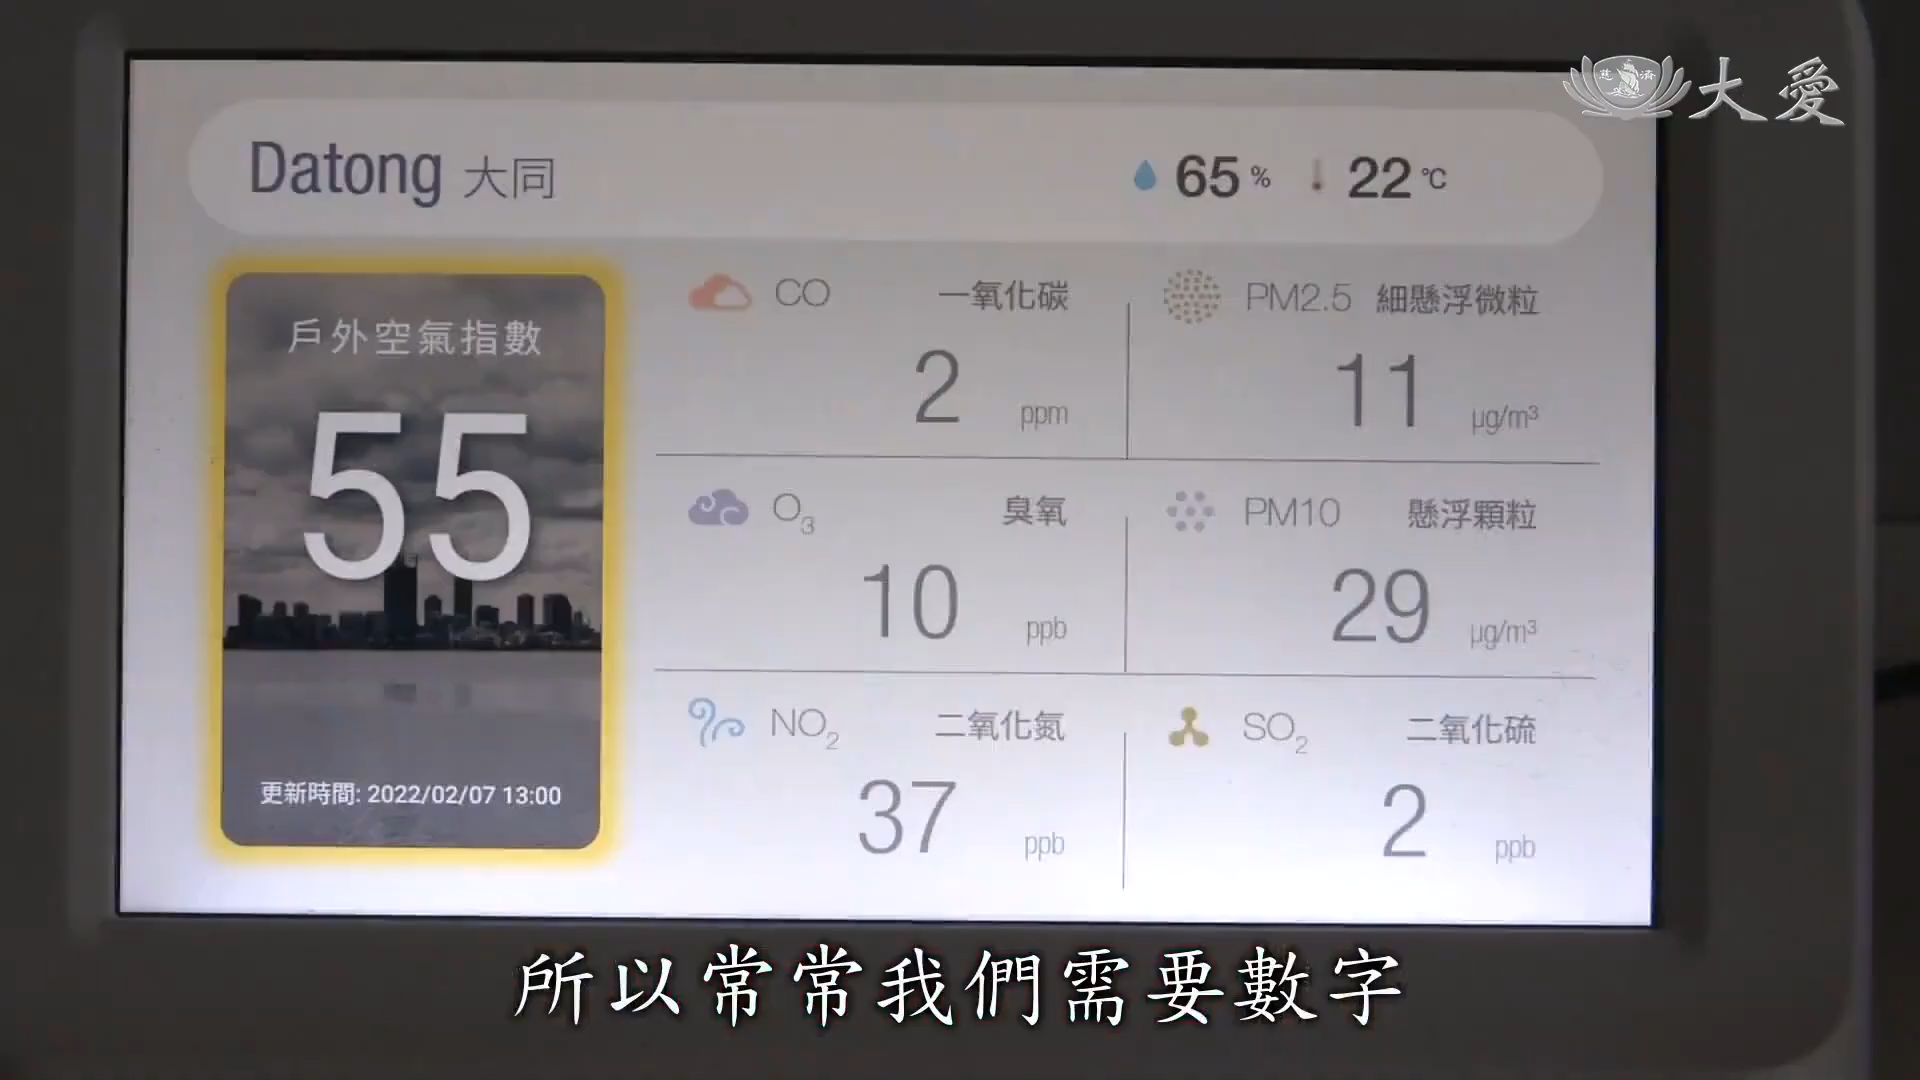 慈濟
大愛
Datong 大同
65 %
22 °C
戶外空氣指數
55
更新時間: 2022/02/07 13:00
CO 一氧化碳
2 ppm
PM2.5 細懸浮微粒
11 μg/m³
O₃ 臭氧
10 ppb
PM10 懸浮顆粒
29 μg/m³
NO₂ 二氧化氮
37 ppb
SO₂ 二氧化硫
2 ppb
所以常常我們需要數字